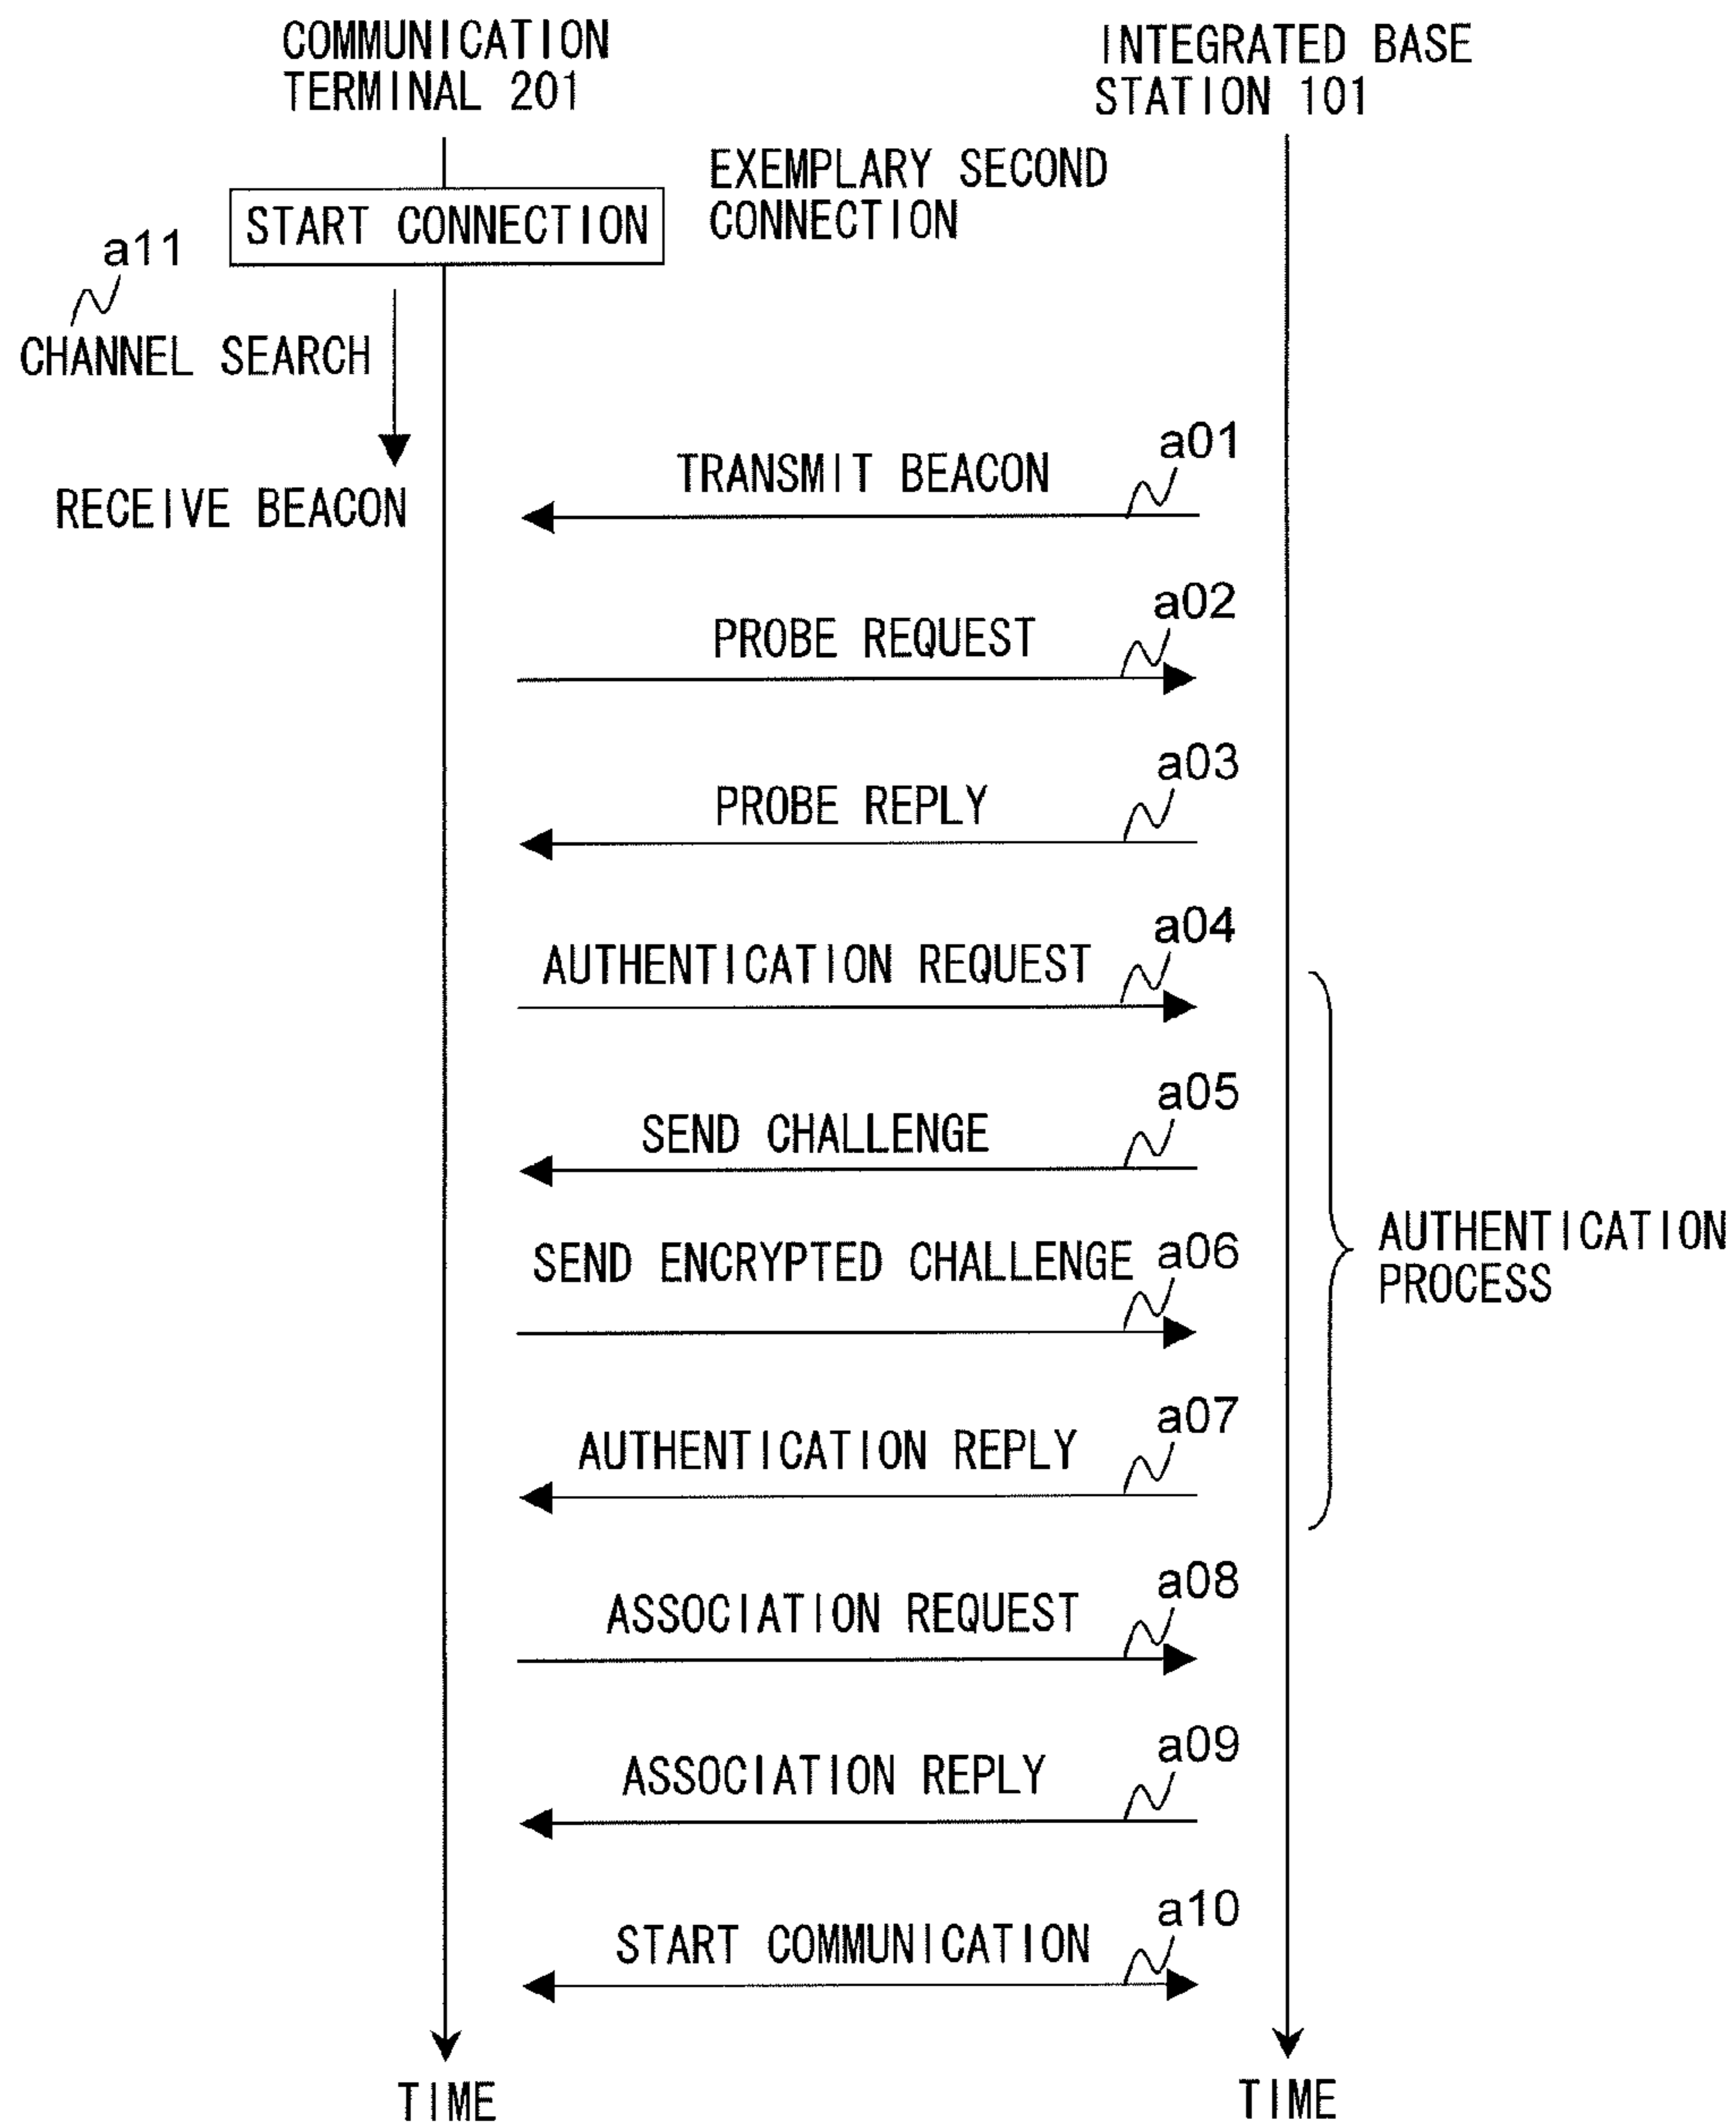 COMMUNICATION
TERMINAL 201
INTEGRATED BASE
STATION 101
EXEMPLARY SECOND
CONNECTION
START CONNECTION
a11
CHANNEL SEARCH
RECEIVE BEACON
a01
TRANSMIT BEACON
a02
PROBE REQUEST
a03
PROBE REPLY
a04
AUTHENTICATION REQUEST
a05
SEND CHALLENGE
a06
SEND ENCRYPTED CHALLENGE
AUTHENTICATION
PROCESS
a07
AUTHENTICATION REPLY
a08
ASSOCIATION REQUEST
a09
ASSOCIATION REPLY
a10
START COMMUNICATION
TIME
TIME